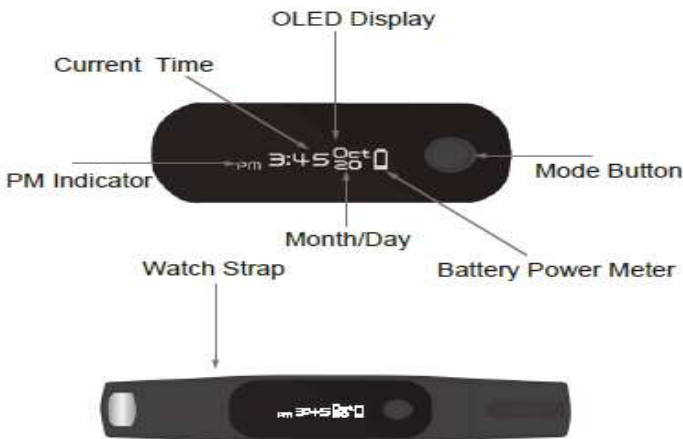 OLED Display
Current Time
PM 3:45 Oct 20
PM Indicator
Mode Button
Month/Day
Watch Strap
Battery Power Meter
PM